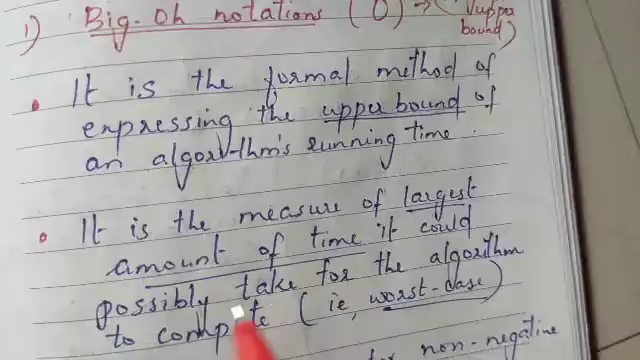 1) Big-Oh notations (O) → (upper bound)
• It is the formal method of
expressing the upper bound of
an algorithm's running time.
• It is the measure of largest
amount of time it could
possibly take for the algorithm
to complete (ie, worst-case)
for non-negative